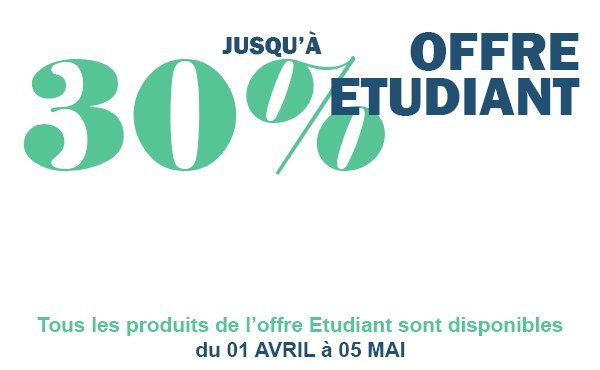 JUSQU’À
30%
OFFRE
ETUDIANT
Tous les produits de l’offre Etudiant sont disponibles
du 01 AVRIL à 05 MAI